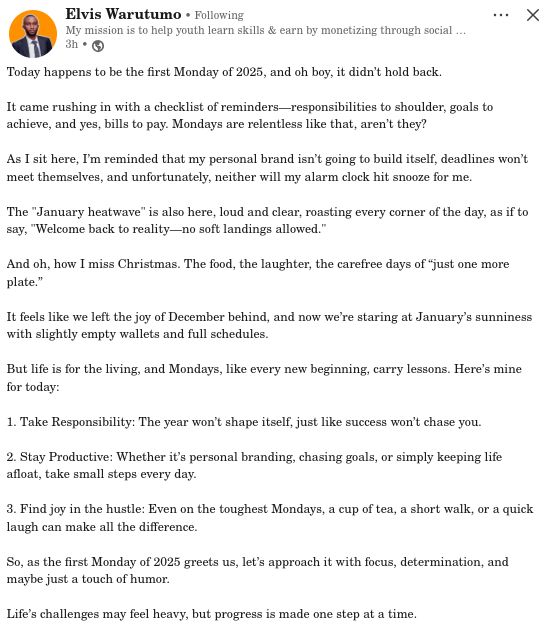 Elvis Warutumo • Following
My mission is to help youth learn skills & earn by monetizing through social …
3h •
Today happens to be the first Monday of 2025, and oh boy, it didn’t hold back.
It came rushing in with a checklist of reminders—responsibilities to shoulder, goals to
achieve, and yes, bills to pay. Mondays are relentless like that, aren’t they?
As I sit here, I’m reminded that my personal brand isn’t going to build itself, deadlines won’t
meet themselves, and unfortunately, neither will my alarm clock hit snooze for me.
The "January heatwave" is also here, loud and clear, roasting every corner of the day, as if to
say, "Welcome back to reality—no soft landings allowed."
And oh, how I miss Christmas. The food, the laughter, the carefree days of “just one more
plate.”
It feels like we left the joy of December behind, and now we’re staring at January’s sunniness
with slightly empty wallets and full schedules.
But life is for the living, and Mondays, like every new beginning, carry lessons. Here’s mine
for today:
1. Take Responsibility: The year won’t shape itself, just like success won’t chase you.
2. Stay Productive: Whether it’s personal branding, chasing goals, or simply keeping life
afloat, take small steps every day.
3. Find joy in the hustle: Even on the toughest Mondays, a cup of tea, a short walk, or a quick
laugh can make all the difference.
So, as the first Monday of 2025 greets us, let’s approach it with focus, determination, and
maybe just a touch of humor.
Life’s challenges may feel heavy, but progress is made one step at a time.